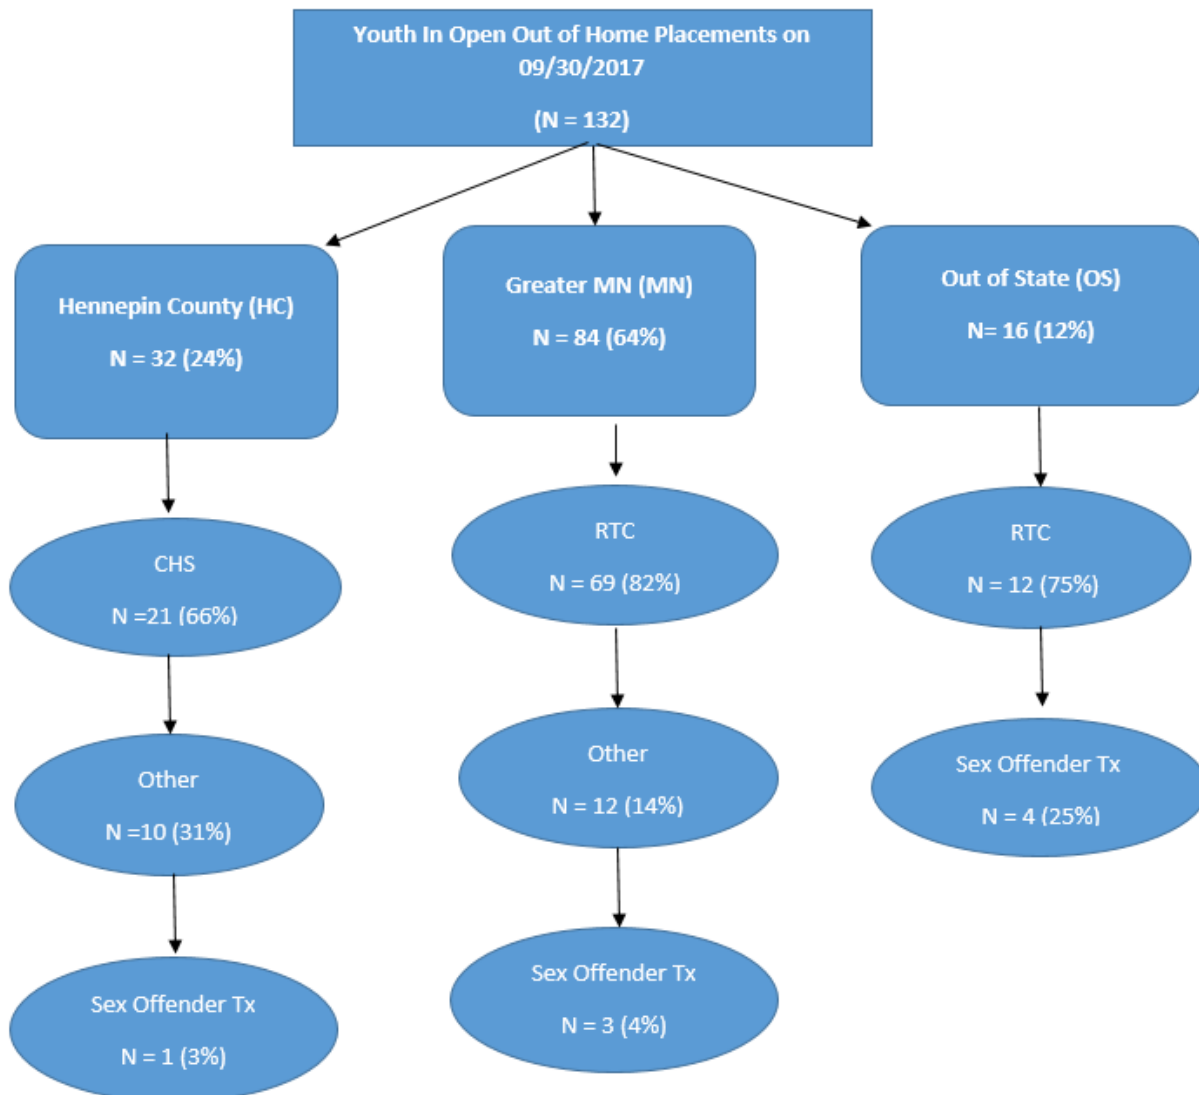 Youth In Open Out of Home Placements on
09/30/2017
(N = 132)
Hennepin County (HC)
N = 32 (24%)
Greater MN (MN)
N = 84 (64%)
Out of State (OS)
N= 16 (12%)
CHS
N =21 (66%)
RTC
N = 69 (82%)
RTC
N = 12 (75%)
Other
N =10 (31%)
Other
N = 12 (14%)
Sex Offender Tx
N = 4 (25%)
Sex Offender Tx
N = 1 (3%)
Sex Offender Tx
N = 3 (4%)